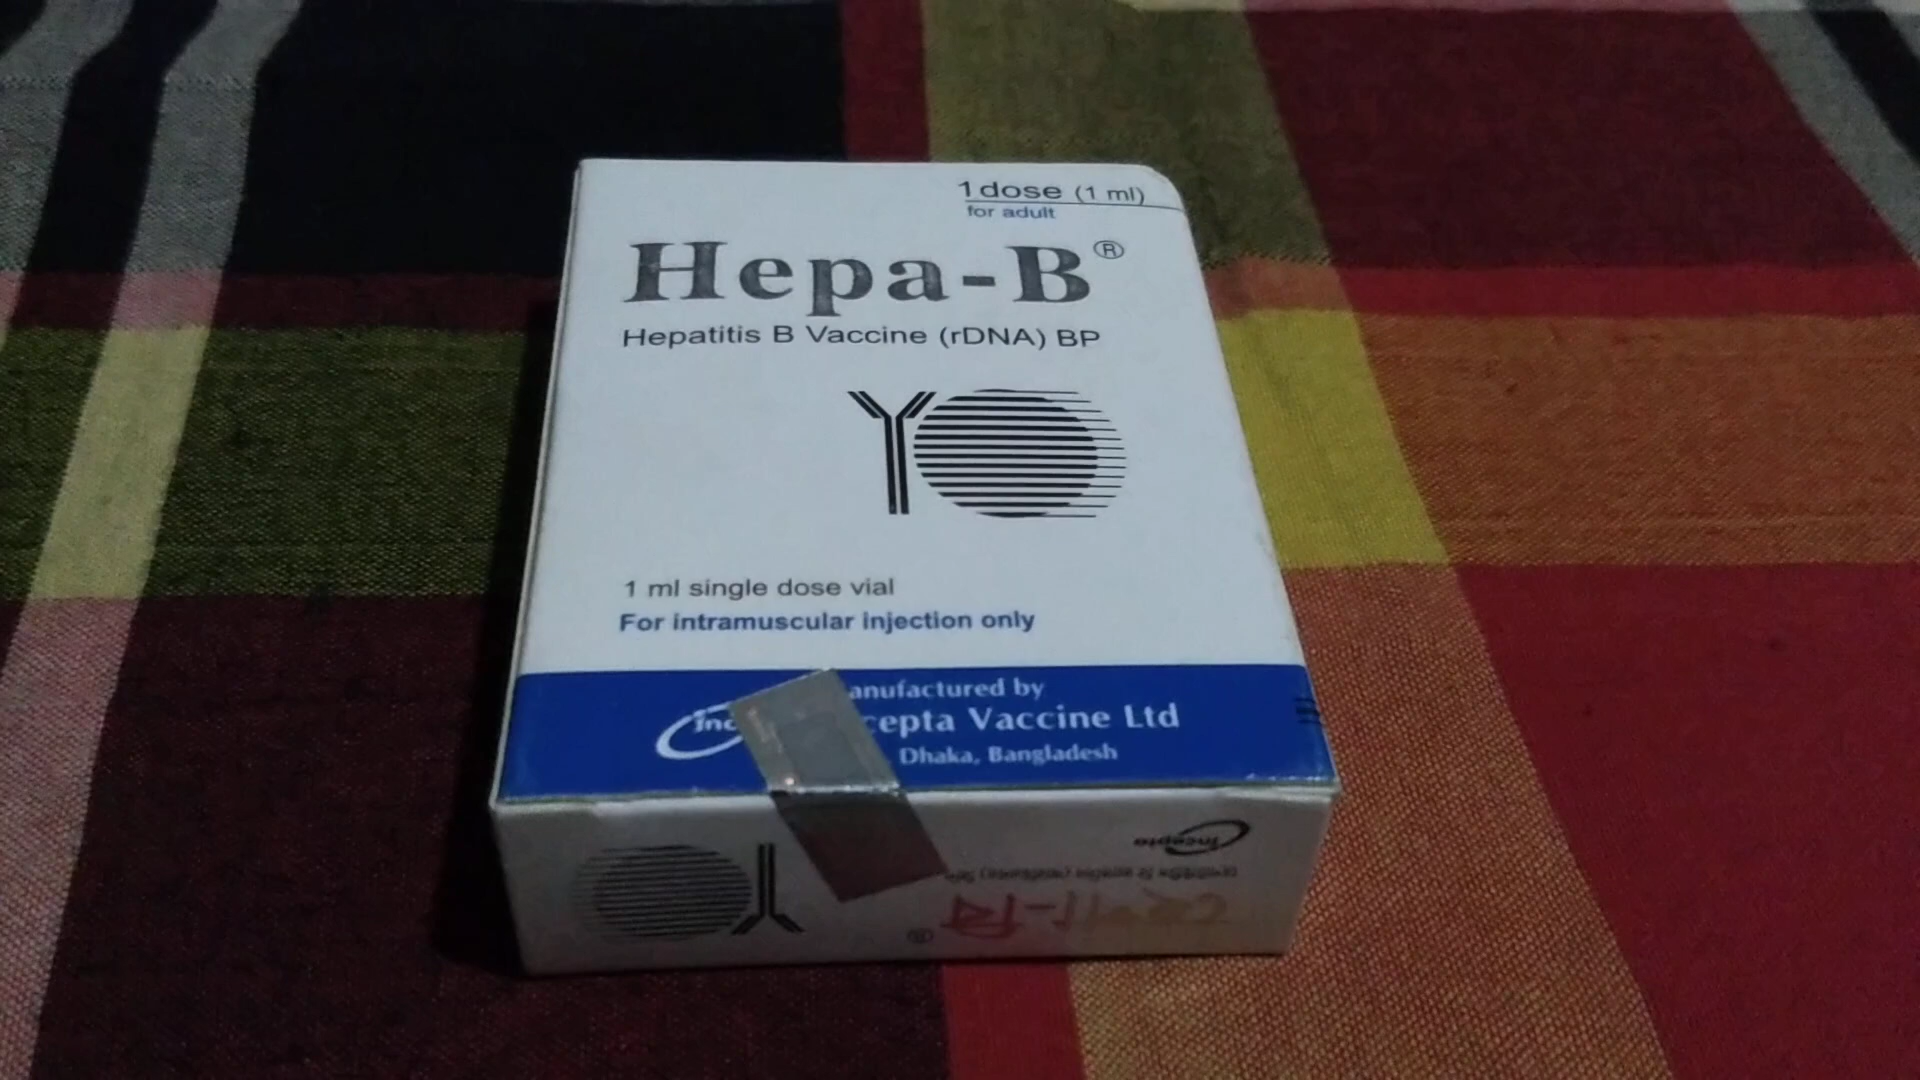 1 dose (1 ml)
for adult
Hepa-B®
Hepatitis B Vaccine (rDNA) BP
1 ml single dose vial
For intramuscular injection only
anufactured by
cepta Vaccine Ltd
Dhaka, Bangladesh
Incepta
হেপা-বি®